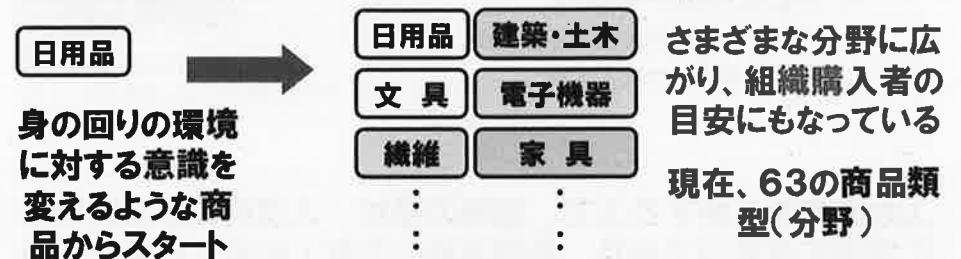 日用品
身の回りの環境
に対する意識を
変えるような商
品からスタート
日用品
建築・土木
文 具
電子機器
繊維
家 具
さまざまな分野に広
がり、組織購入者の
目安にもなっている
現在、63の商品類
型(分野)